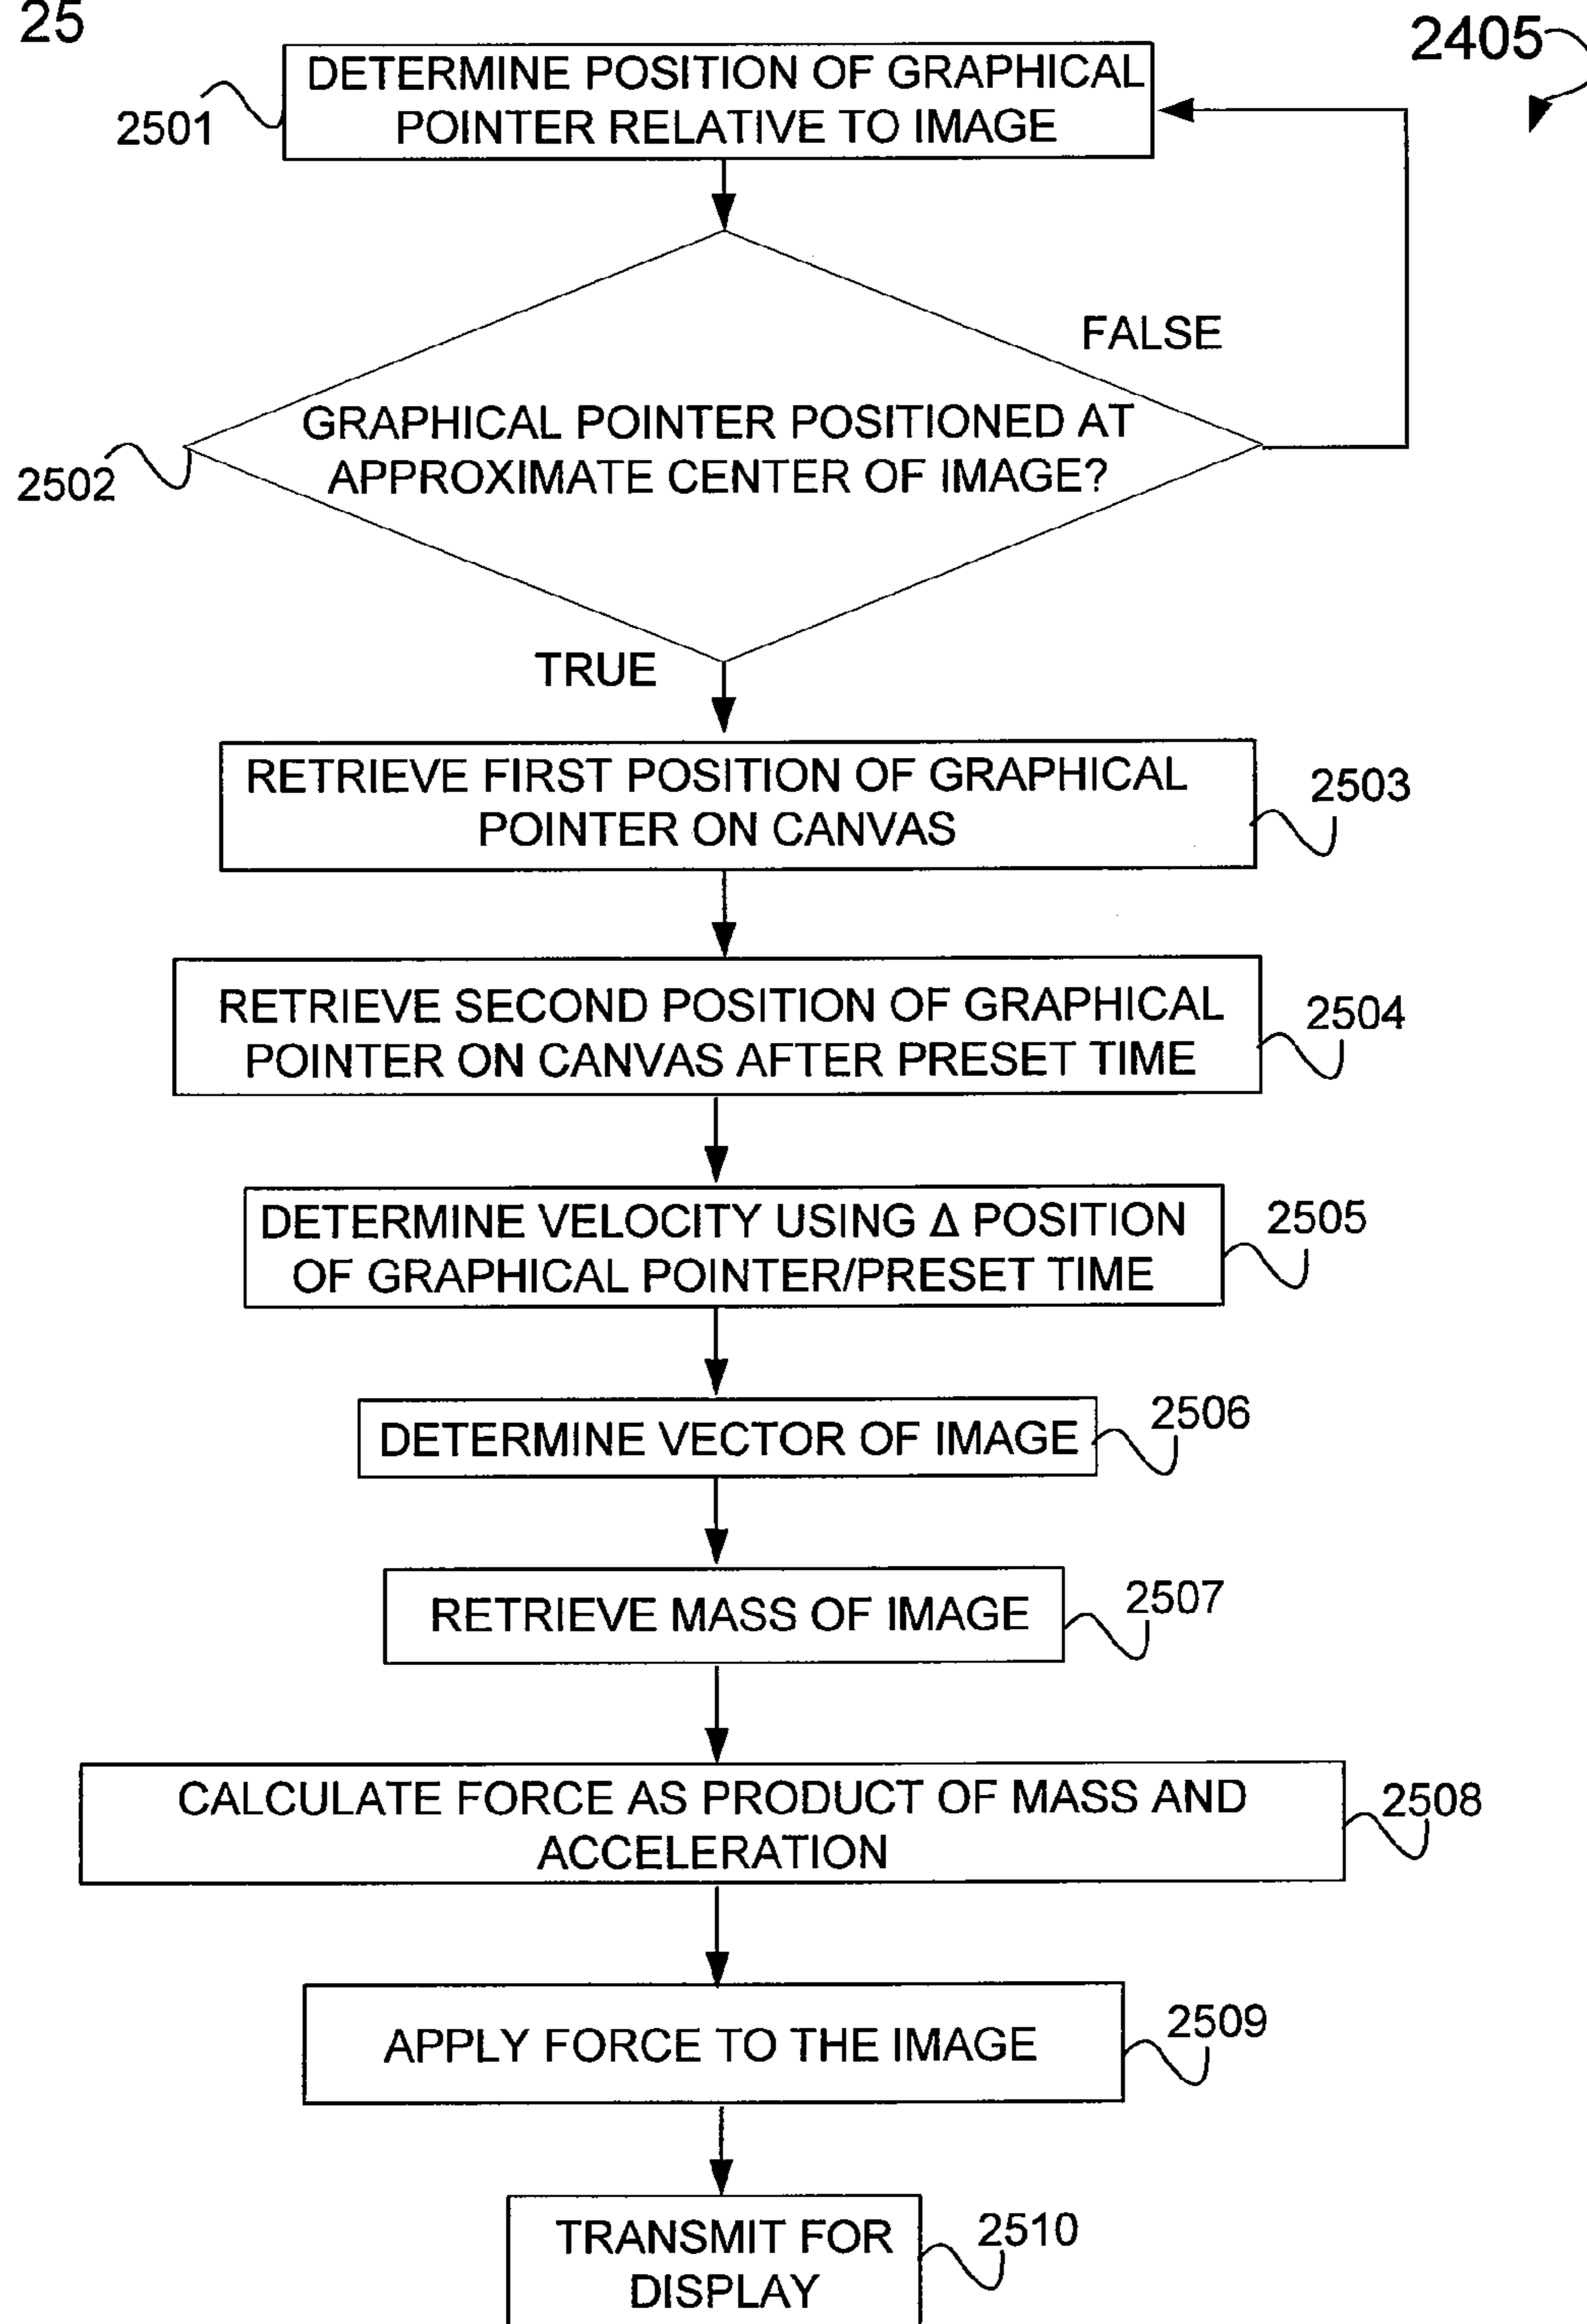 25
2405
DETERMINE POSITION OF GRAPHICAL
POINTER RELATIVE TO IMAGE
2501
FALSE
GRAPHICAL POINTER POSITIONED AT
APPROXIMATE CENTER OF IMAGE?
2502
TRUE
RETRIEVE FIRST POSITION OF GRAPHICAL
POINTER ON CANVAS
2503
RETRIEVE SECOND POSITION OF GRAPHICAL
POINTER ON CANVAS AFTER PRESET TIME
2504
DETERMINE VELOCITY USING Δ POSITION
OF GRAPHICAL POINTER/PRESET TIME
2505
DETERMINE VECTOR OF IMAGE
2506
RETRIEVE MASS OF IMAGE
2507
CALCULATE FORCE AS PRODUCT OF MASS AND
ACCELERATION
2508
APPLY FORCE TO THE IMAGE
2509
TRANSMIT FOR
DISPLAY
2510